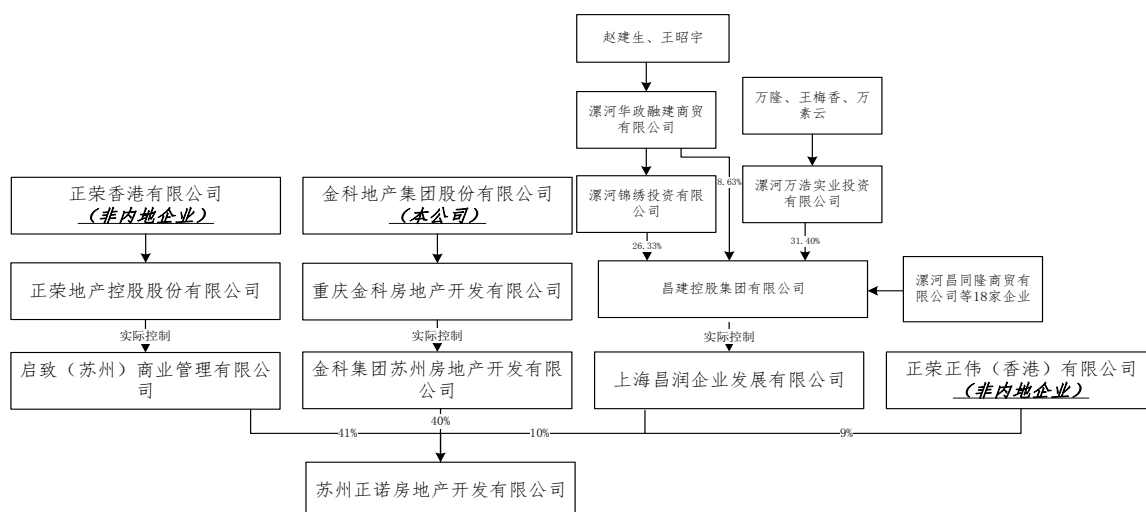 赵建生、王昭宇
漯河华政融建商贸
有限公司
万隆、王梅香、万
素云
8.63%
漯河锦绣投资有限
公司
漯河万浩实业投资
有限公司
正荣香港有限公司
（非内地企业）
金科地产集团股份有限公司
（本公司）
26.33%
31.40%
正荣地产控股股份有限公司
重庆金科房地产开发有限公司
昌建控股集团有限公司
漯河昌同隆商贸有
限公司等18家企业
实际控制
实际控制
实际控制
启致（苏州）商业管理有限公
司
金科集团苏州房地产开发有限
公司
上海昌润企业发展有限公司
正荣正伟（香港）有限公司
（非内地企业）
41%
40%
10%
9%
苏州正诺房地产开发有限公司